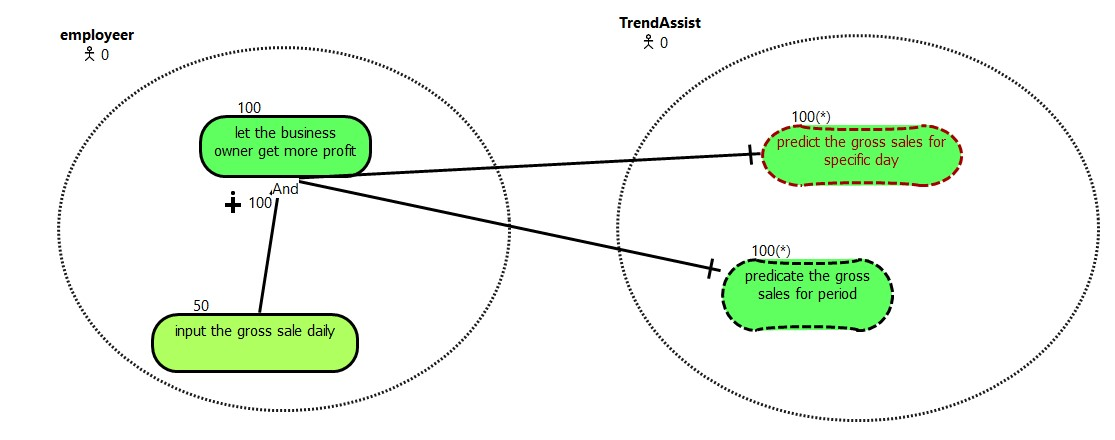 employeer
0
TrendAssist
0
100
let the business
owner get more profit
And
100
50
input the gross sale daily
100(*)
predict the gross sales for
specific day
100(*)
predicate the gross
sales for period